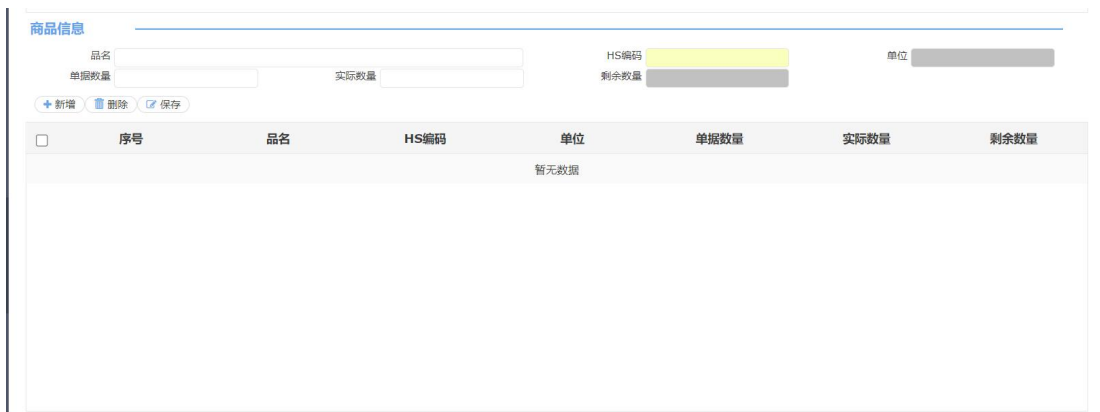 商品信息
品名 HS编码 单位
单据数量 实际数量 剩余数量
新增 删除 保存
序号 品名 HS编码 单位 单据数量 实际数量 剩余数量
暂无数据